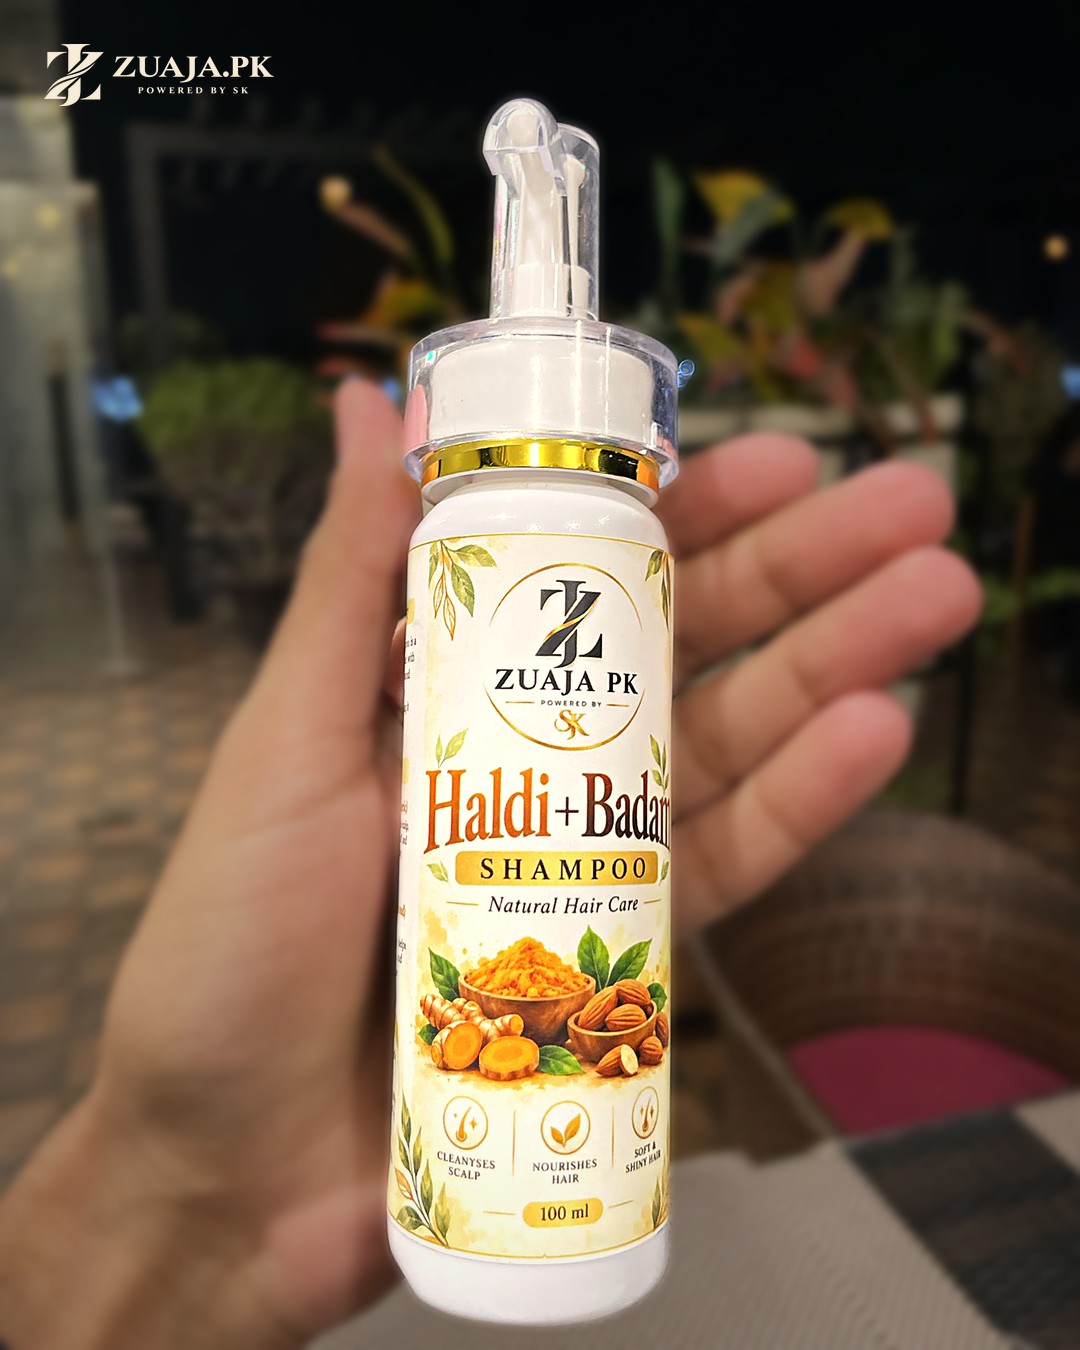 ZUAJA.PK
POWERED BY SK
ZUAJA PK
POWERED BY
SK
Haldi+Badam
SHAMPOO
Natural Hair Care
CLEANYSES
SCALP
NOURISHES
HAIR
SOFT &
SHINY HAIR
100 ml